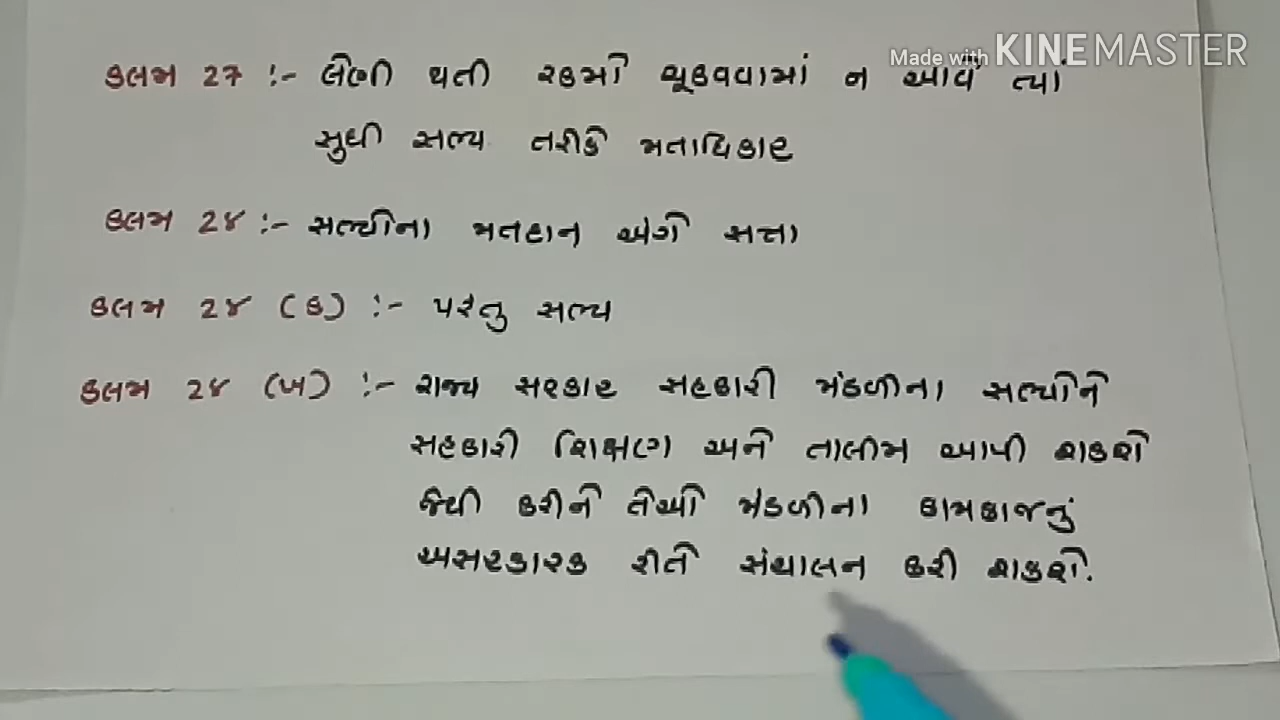 Made with KINEMASTER
કલમ 27 :- લેણી થતી રકમો ચૂકવવામાં ન આવે ત્યાં
સુધી સભ્ય તરીકે મતાધિકાર
કલમ 28 :- સભ્યોના મતદાન અંગે સત્તા
કલમ 28 (ક) :- પરંતુ સભ્ય
કલમ 28 (ખ) :- રાજ્ય સરકાર સહકારી મંડળીના સભ્યોને
સહકારી શિક્ષણ અને તાલીમ આપી શકશે
જેથી કરીને તેઓ મંડળીના કામકાજનું
અસરકારક રીતે સંચાલન કરી શકશે.